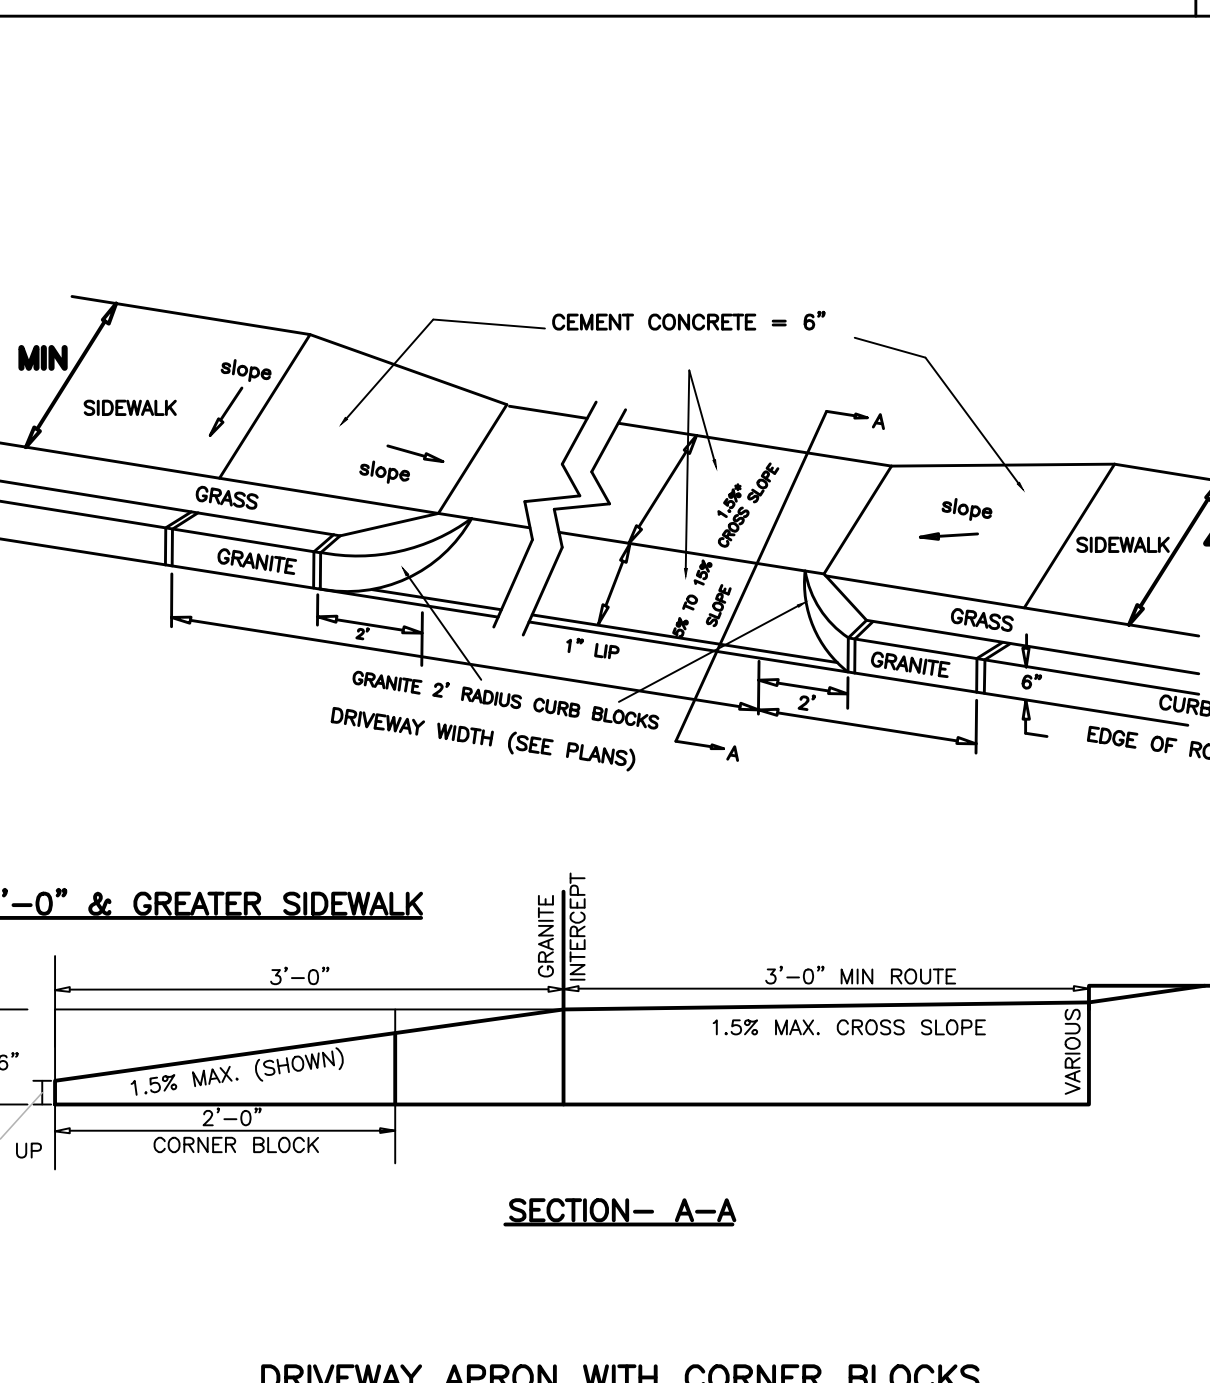 CEMENT CONCRETE = 6"
MIN
slope
SIDEWALK
slope
GRASS
GRANITE
2'
A
1.5%*
CROSS SLOPE
5% TO 15%
SLOPE
slope
SIDEWALK
GRASS
GRANITE
1" LIP
2'
6"
CURB
EDGE OF RO
GRANITE 2' RADIUS CURB BLOCKS
DRIVEWAY WIDTH (SEE PLANS)
A
'-0" & GREATER SIDEWALK
GRANITE
INTERCEPT
3'-0"
3'-0" MIN ROUTE
1.5% MAX. CROSS SLOPE
VARIOUS
6"
1.5% MAX. (SHOWN)
2'-0"
CORNER BLOCK
UP
SECTION- A-A
DRIVEWAY APRON WITH CORNER BLOCKS